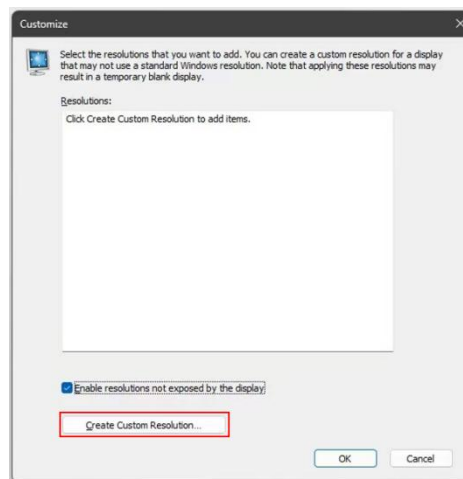 Customize
Select the resolutions that you want to add. You can create a custom resolution for a display
that may not use a standard Windows resolution. Note that applying these resolutions may
result in a temporary blank display.
Resolutions:
Click Create Custom Resolution to add items.
Enable resolutions not exposed by the display
Create Custom Resolution...
OK Cancel